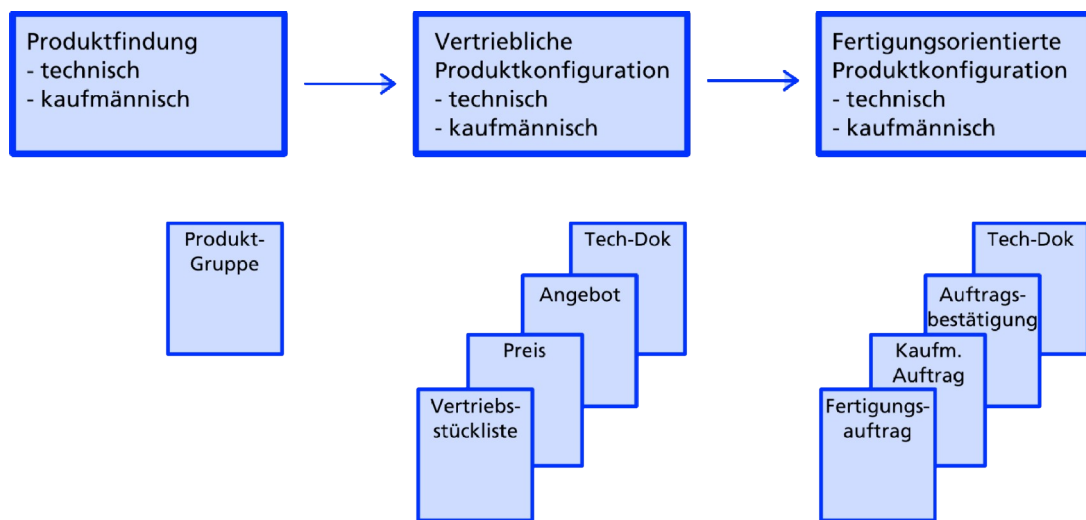 Produktfindung
- technisch
- kaufmännisch
Vertriebliche
Produktkonfiguration
- technisch
- kaufmännisch
Fertigungsorientierte
Produktkonfiguration
- technisch
- kaufmännisch
Produkt-
Gruppe
Tech-Dok
Angebot
Preis
Vertriebs-
stückliste
Tech-Dok
Auftrags-
bestätigung
Kaufm.
Auftrag
Fertigungs-
auftrag